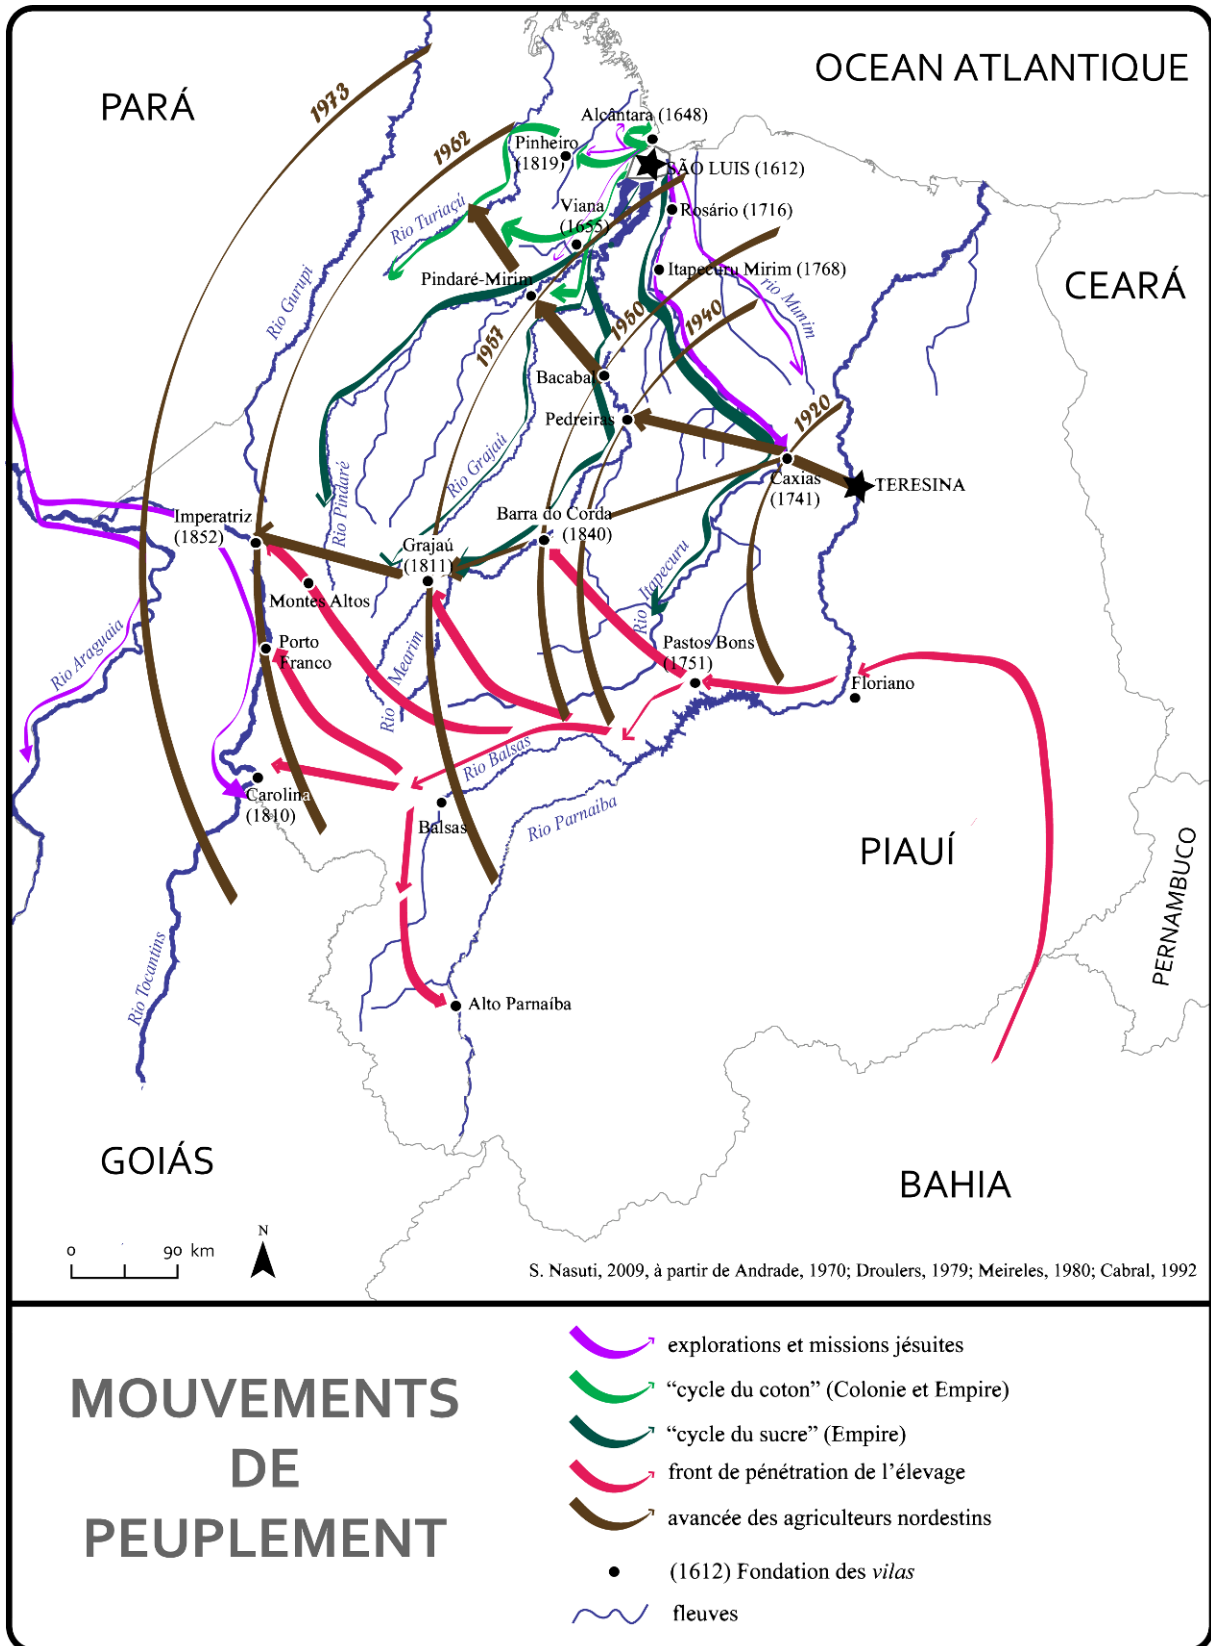 OCEAN ATLANTIQUE
PARÁ
1973
1962
Alcântara (1648)
Pinheiro
(1819)
SÃO LUIS (1612)
Viana
(1655)
Rosário (1716)
Rio Turiaçú
Pindaré-Mirim
Itapecuru Mirim (1768)
rio Munim
CEARÁ
Rio Gurupi
1957
1950
1940
Bacabal
Pedreiras
1920
Rio Grajaú
Caxias
(1741)
TERESINA
Rio Pindaré
Imperatriz
(1852)
Barra do Corda
(1840)
Grajaú
(1811)
Rio Itapecuru
Montes Altos
Rio Araguaia
Porto
Franco
Rio Mearim
Pastos Bons
(1751)
Floriano
Rio Balsas
Carolina
(1810)
Balsas
Rio Parnaiba
PIAUÍ
PERNAMBUCO
Rio Tocantins
Alto Parnaíba
GOIÁS
BAHIA
0
90 km
N
S. Nasuti, 2009, à partir de Andrade, 1970; Droulers, 1979; Meireles, 1980; Cabral, 1992
MOUVEMENTS
DE
PEUPLEMENT
explorations et missions jésuites
“cycle du coton” (Colonie et Empire)
“cycle du sucre” (Empire)
front de pénétration de l’élevage
avancée des agriculteurs nordestins
(1612) Fondation des vilas
fleuves